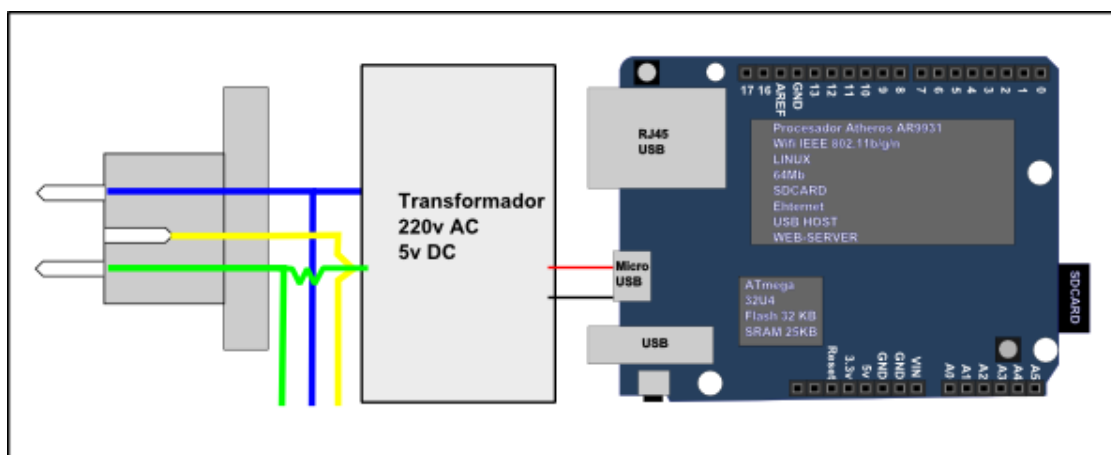 Transformador
220v AC
5v DC
RJ45
USB
17 16 AREF GND 13 12 11 10 9 8 7 6 5 4 3 2 1 0
Procesador Atheros AR9931
Wifi IEEE 802.11b/g/n
LINUX
64Mb
SDCARD
Ehternet
USB HOST
WEB-SERVER
Micro
USB
ATmega
32U4
Flash 32 KB
SRAM 25KB
SDCARD
USB
Reset 3.3v 5v GND GND VIN A0 A1 A2 A3 A4 A5